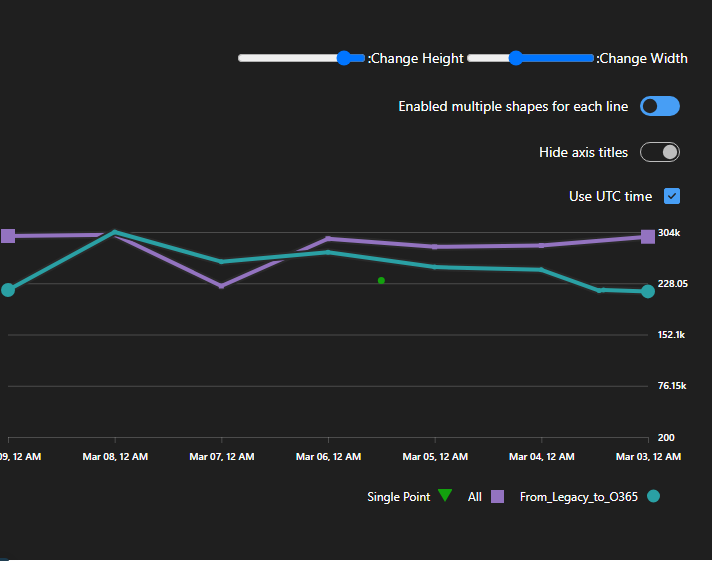 :Change Height :Change Width
Enabled multiple shapes for each line
Hide axis titles
Use UTC time
304k
228.05
152.1k
76.15k
200
09, 12 AM Mar 08, 12 AM Mar 07, 12 AM Mar 06, 12 AM Mar 05, 12 AM Mar 04, 12 AM Mar 03, 12 AM
Single Point All From_Legacy_to_O365